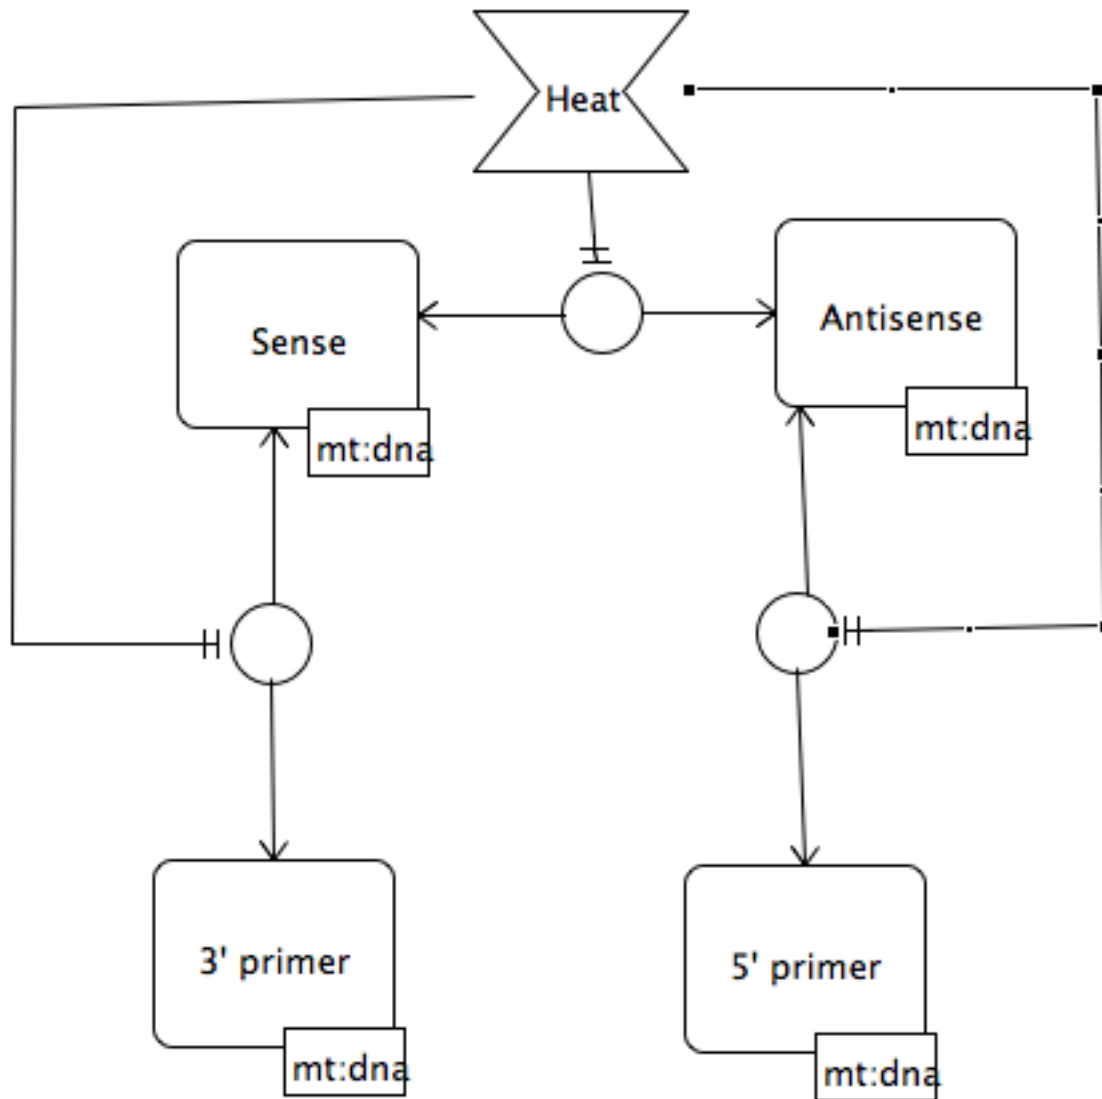 Heat
Sense
mt:dna
Antisense
mt:dna
3' primer
mt:dna
5' primer
mt:dna